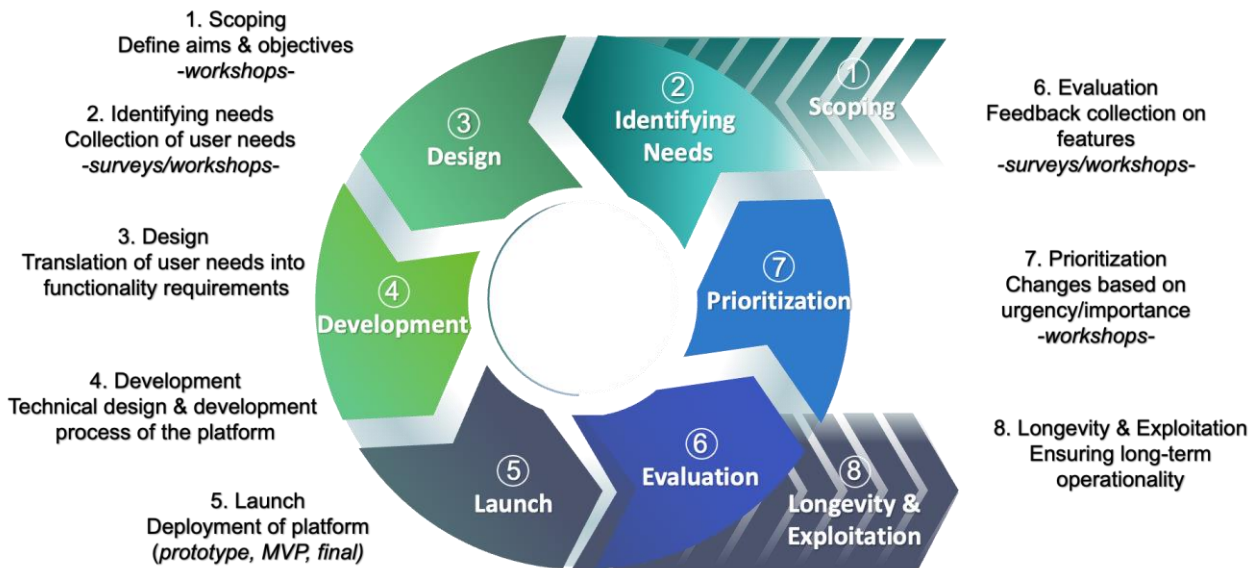 1. Scoping
Define aims & objectives
-workshops-
2. Identifying needs
Collection of user needs
-surveys/workshops-
3. Design
Translation of user needs into
functionality requirements
4. Development
Technical design & development
process of the platform
5. Launch
Deployment of platform
(prototype, MVP, final)
①
Scoping
②
Identifying
Needs
③
Design
④
Development
⑤
Launch
⑥
Evaluation
⑦
Prioritization
⑧
Longevity &
Exploitation
6. Evaluation
Feedback collection on
features
-surveys/workshops-
7. Prioritization
Changes based on
urgency/importance
-workshops-
8. Longevity & Exploitation
Ensuring long-term
operationality